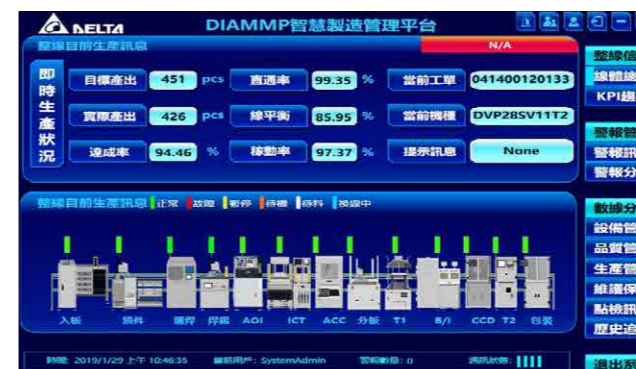 DELTA
DIAMMP智慧製造管理平台
整線目前生產訊息
N/A
即時生產狀況
目標產出 451 pcs 直通率 99.35 % 當前工單 041400120133
實際產出 426 pcs 線平衡 85.95 % 當前機種 DVP28SV11T2
達成率 94.46 % 稼動率 97.37 % 提示訊息 None
整線信
線體總
KPI趨
警報管
警報訊
警報分
整線目前生產訊息 正常 故障 暫停 待機 待料 換線中
入板 插件 選焊 焊錫 AOI ICT ACC 分板 T1 B/I CCD T2 包裝
數據分
設備管
品質管
生產管
維護保
點檢訊
歷史追
時間: 2019/1/29 上午 10:46:35 當前用戶: SystemAdmin 警報數量: 0 通訊狀態:
退出系